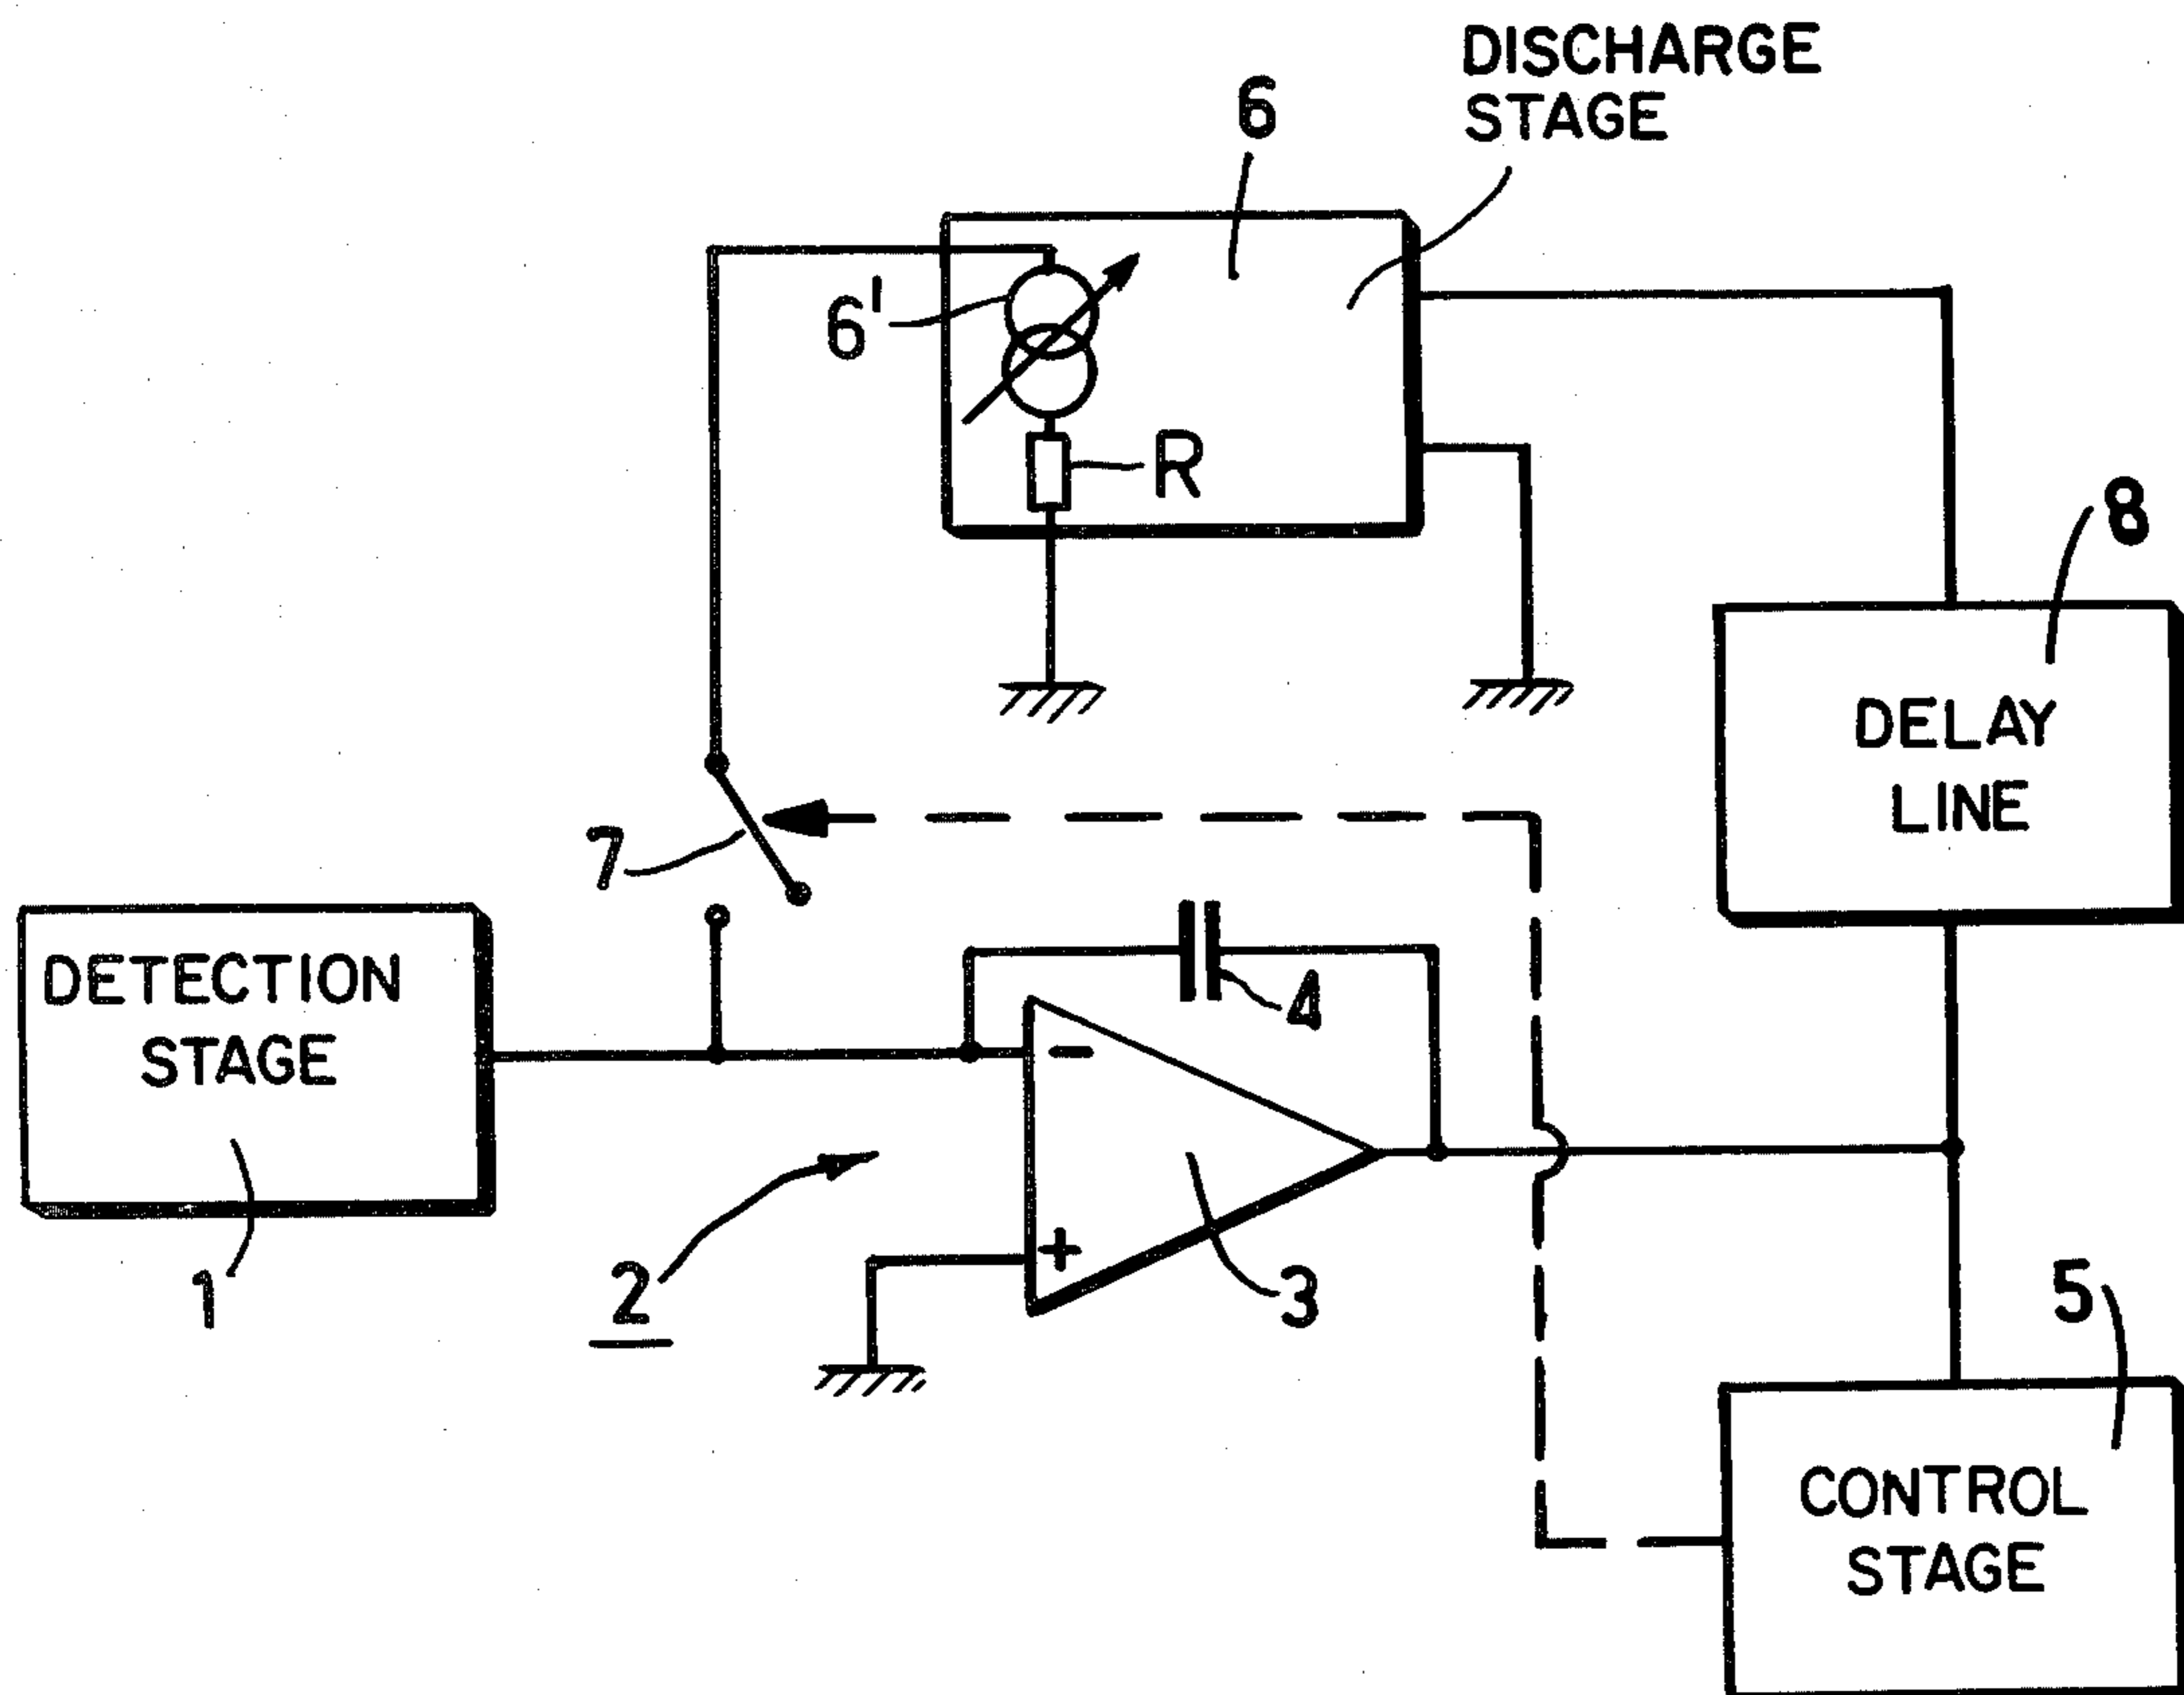 DISCHARGE
STAGE
6
6'
R
8
DELAY
LINE
7
DETECTION
STAGE
4
-
+
1
2
3
5
CONTROL
STAGE